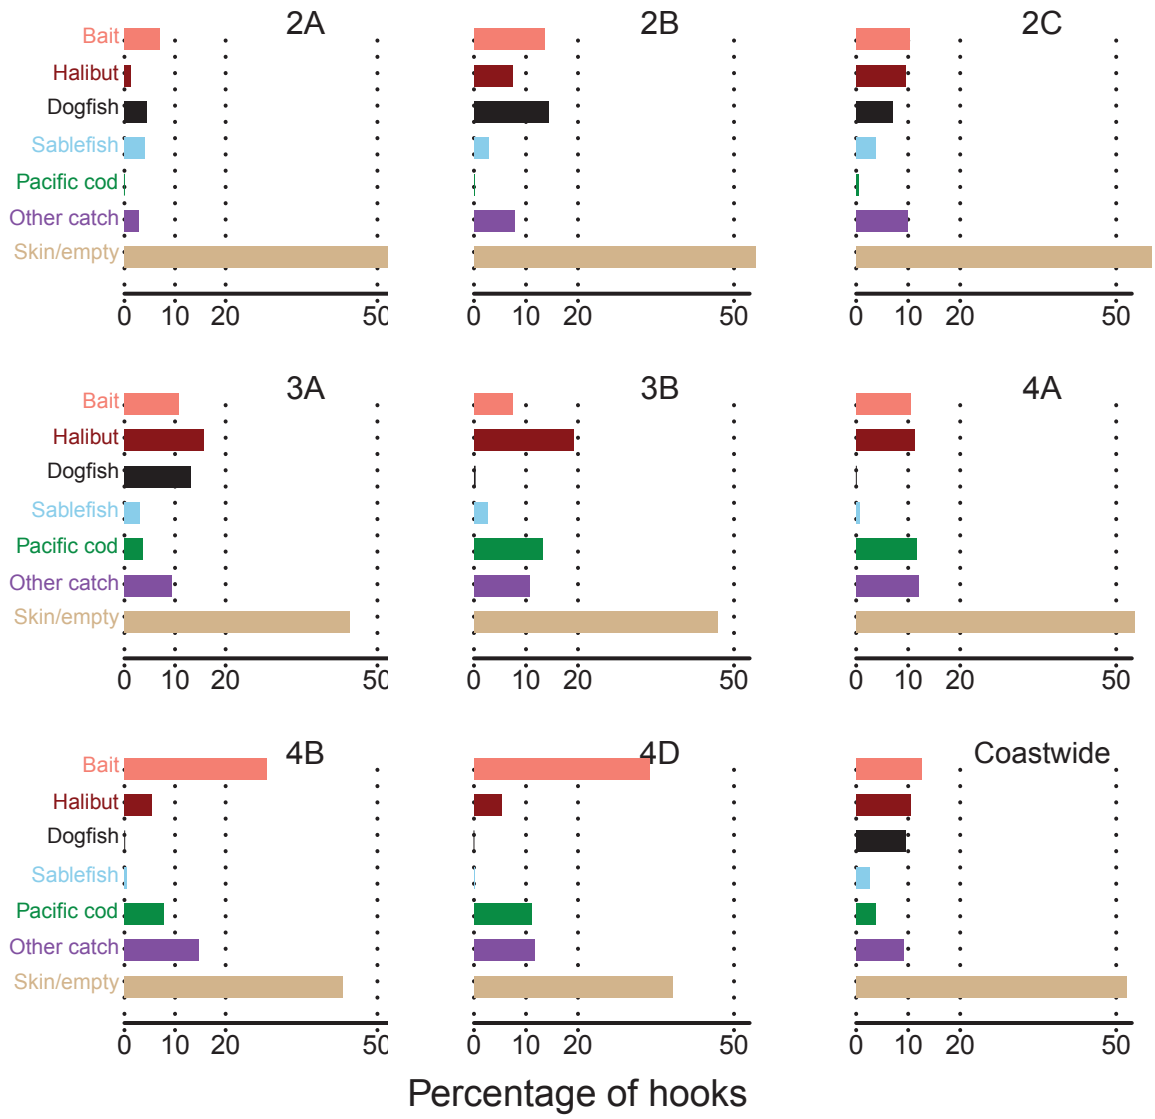 2A 2B 2C
Bait
Halibut
Dogfish
Sablefish
Pacific cod
Other catch
Skin/empty
0 10 20 50 0 10 20 50 0 10 20 50
3A 3B 4A
Bait
Halibut
Dogfish
Sablefish
Pacific cod
Other catch
Skin/empty
0 10 20 50 0 10 20 50 0 10 20 50
4B 4D Coastwide
Bait
Halibut
Dogfish
Sablefish
Pacific cod
Other catch
Skin/empty
0 10 20 50 0 10 20 50 0 10 20 50
Percentage of hooks